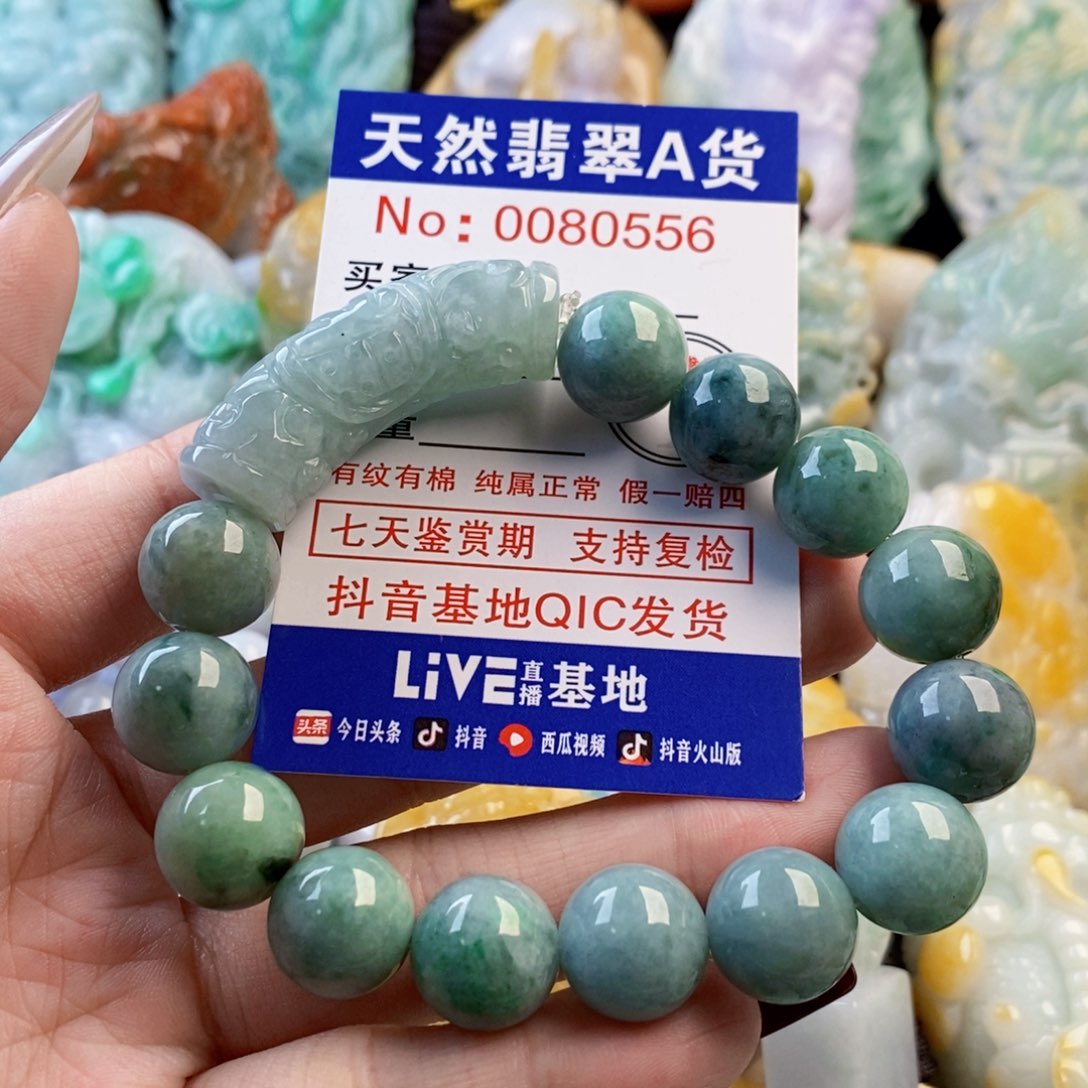 天然翡翠A货
No: 0080556
买家
量
有纹有棉 纯属正常 假一赔四
七天鉴赏期 支持复检
抖音基地QIC发货
LiVE直播基地
头条 今日头条 抖音 西瓜视频 抖音火山版